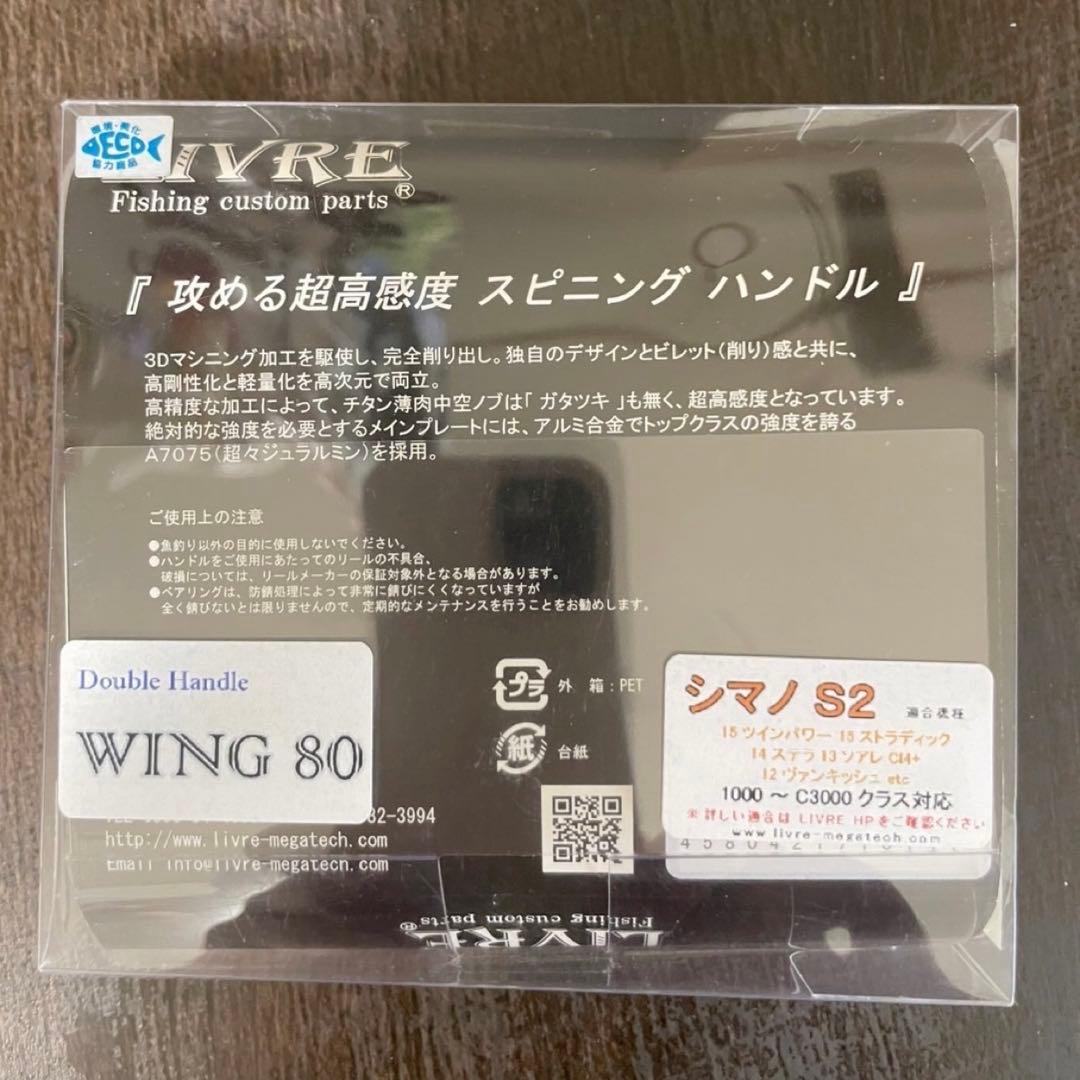 環境・美化
ECO
協力商品
LIVRE
Fishing custom parts®
『 攻める超高感度 スピニング ハンドル 』
3Dマシニング加工を駆使し、完全削り出し。独自のデザインとビレット(削り)感と共に、
高剛性化と軽量化を高次元で両立。
高精度な加工によって、チタン薄肉中空ノブは「 ガタツキ 」も無く、超高感度となっています。
絶対的な強度を必要とするメインプレートには、アルミ合金でトップクラスの強度を誇る
A7075(超々ジュラルミン)を採用。
ご使用上の注意
●魚釣り以外の目的に使用しないでください。
●ハンドルをご使用にあたってのリールの不具合、
破損については、リールメーカーの保証対象外となる場合があります。
●ベアリングは、防錆処理によって非常に錆びにくくなっていますが
全く錆びないとは限りませんので、定期的なメンテナンスを行うことをお勧めします。
Double Handle
WING 80
プラ 外 箱:PET
紙 台紙
シマノ S2 適合機種
15 ツインパワー 15 ストラディック
14 ステラ 13 ソアレ CI4+
12 ヴァンキッシュ etc
1000 ~ C3000 クラス対応
※ 詳しい適合は LIVRE HPをご確認ください
www.livre-megatech.com
32-3994
http://www.livre-megatech.com
Email info@livre-megatech.com
LIVRE®
Fishing custom parts